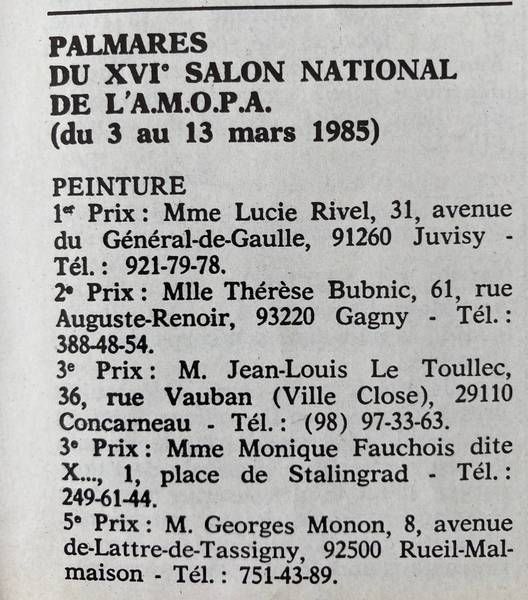 PALMARES
DU XVIe SALON NATIONAL
DE L'A.M.O.P.A.
(du 3 au 13 mars 1985)
PEINTURE
1er Prix : Mme Lucie Rivel, 31, avenue
du Général-de-Gaulle, 91260 Juvisy -
Tél. : 921-79-78.
2e Prix : Mlle Thérèse Bubnic, 61, rue
Auguste-Renoir, 93220 Gagny - Tél. :
388-48-54.
3e Prix : M. Jean-Louis Le Toullec,
36, rue Vauban (Ville Close), 29110
Concarneau - Tél. : (98) 97-33-63.
3e Prix : Mme Monique Fauchois dite
X..., 1, place de Stalingrad - Tél. :
249-61-44.
5e Prix : M. Georges Monon, 8, avenue
de-Lattre-de-Tassigny, 92500 Rueil-Mal-
maison - Tél. : 751-43-89.